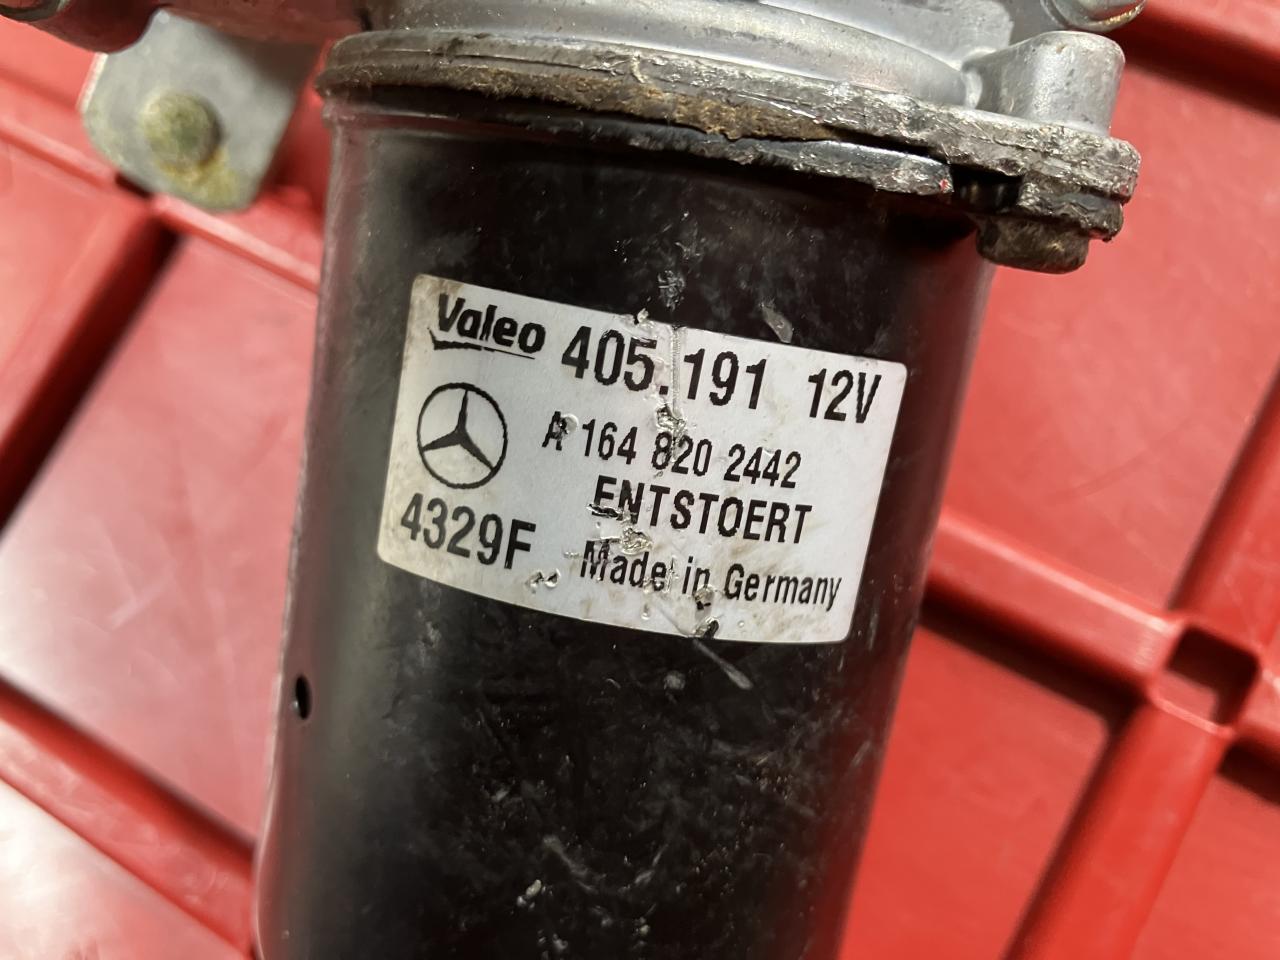 Valeo 405.191 12V
A 164 820 2442
ENTSTOERT
4329F Made in Germany